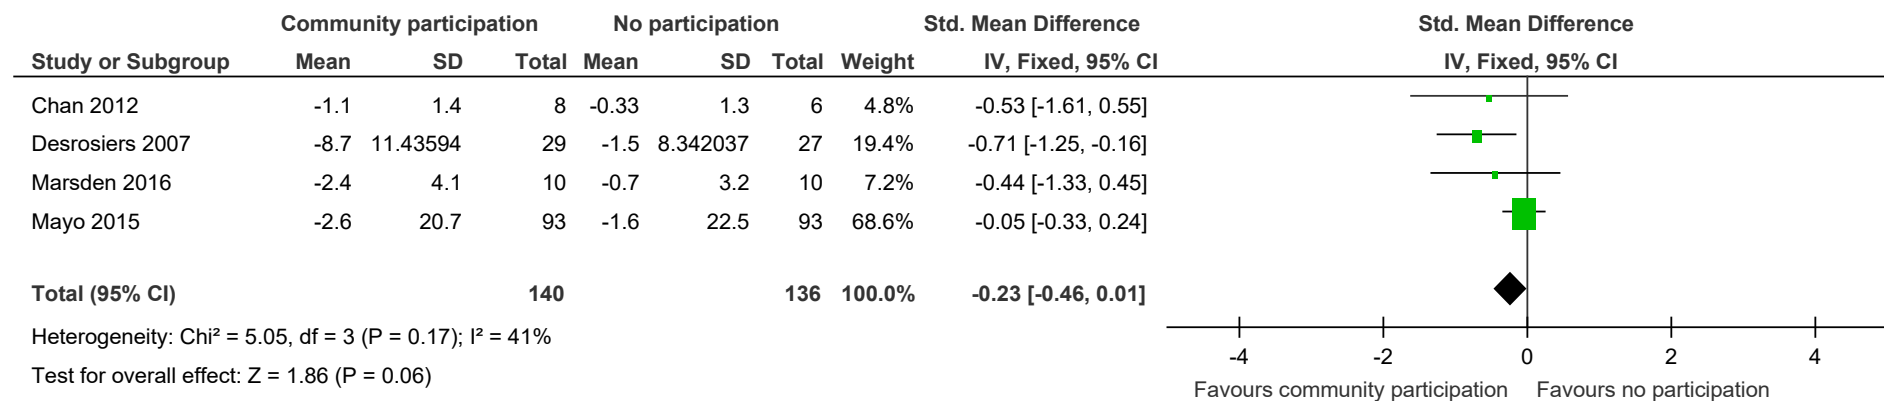 Community participation No participation Std. Mean Difference Std. Mean Difference
Study or Subgroup Mean SD Total Mean SD Total Weight IV, Fixed, 95% CI IV, Fixed, 95% CI
Chan 2012 -1.1 1.4 8 -0.33 1.3 6 4.8% -0.53 [-1.61, 0.55]
Desrosiers 2007 -8.7 11.43594 29 -1.5 8.342037 27 19.4% -0.71 [-1.25, -0.16]
Marsden 2016 -2.4 4.1 10 -0.7 3.2 10 7.2% -0.44 [-1.33, 0.45]
Mayo 2015 -2.6 20.7 93 -1.6 22.5 93 68.6% -0.05 [-0.33, 0.24]
Total (95% CI) 140 136 100.0% -0.23 [-0.46, 0.01]
Heterogeneity: Chi² = 5.05, df = 3 (P = 0.17); I² = 41%
Test for overall effect: Z = 1.86 (P = 0.06)
-4 -2 0 2 4
Favours community participation Favours no participation